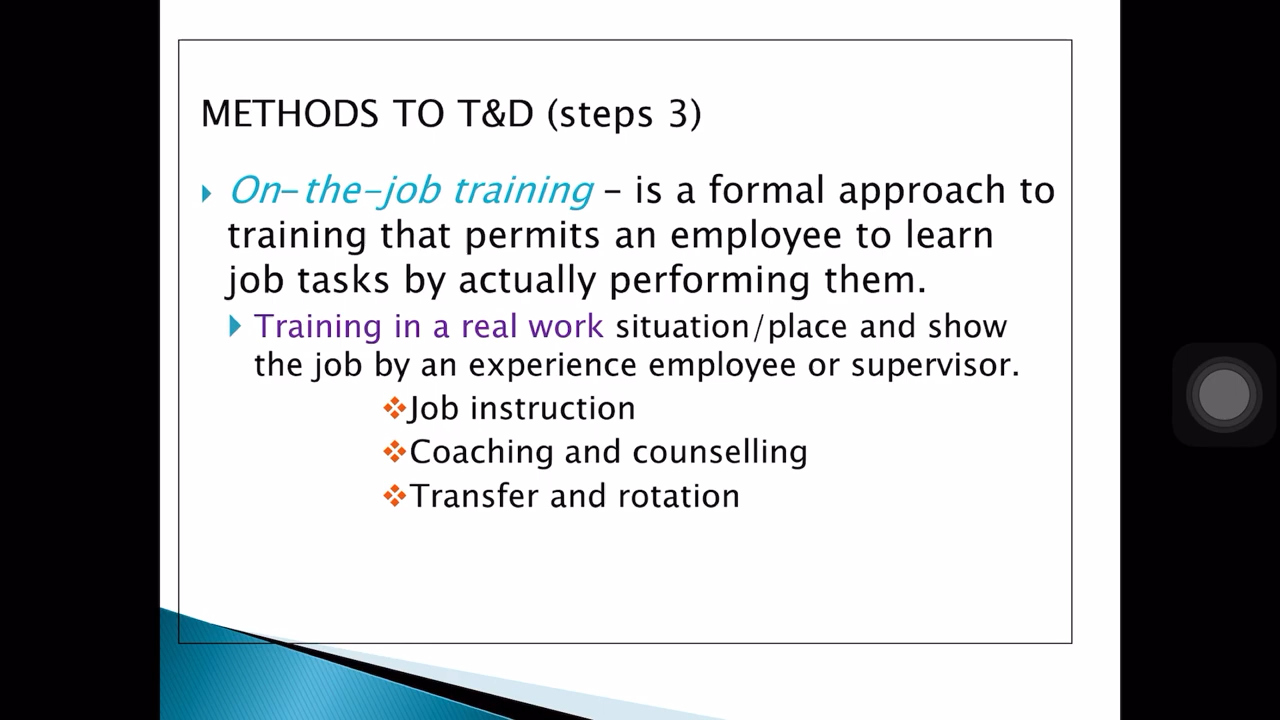 METHODS TO T&D (steps 3)
On-the-job training – is a formal approach to
training that permits an employee to learn
job tasks by actually performing them.
Training in a real work situation/place and show
the job by an experience employee or supervisor.
Job instruction
Coaching and counselling
Transfer and rotation